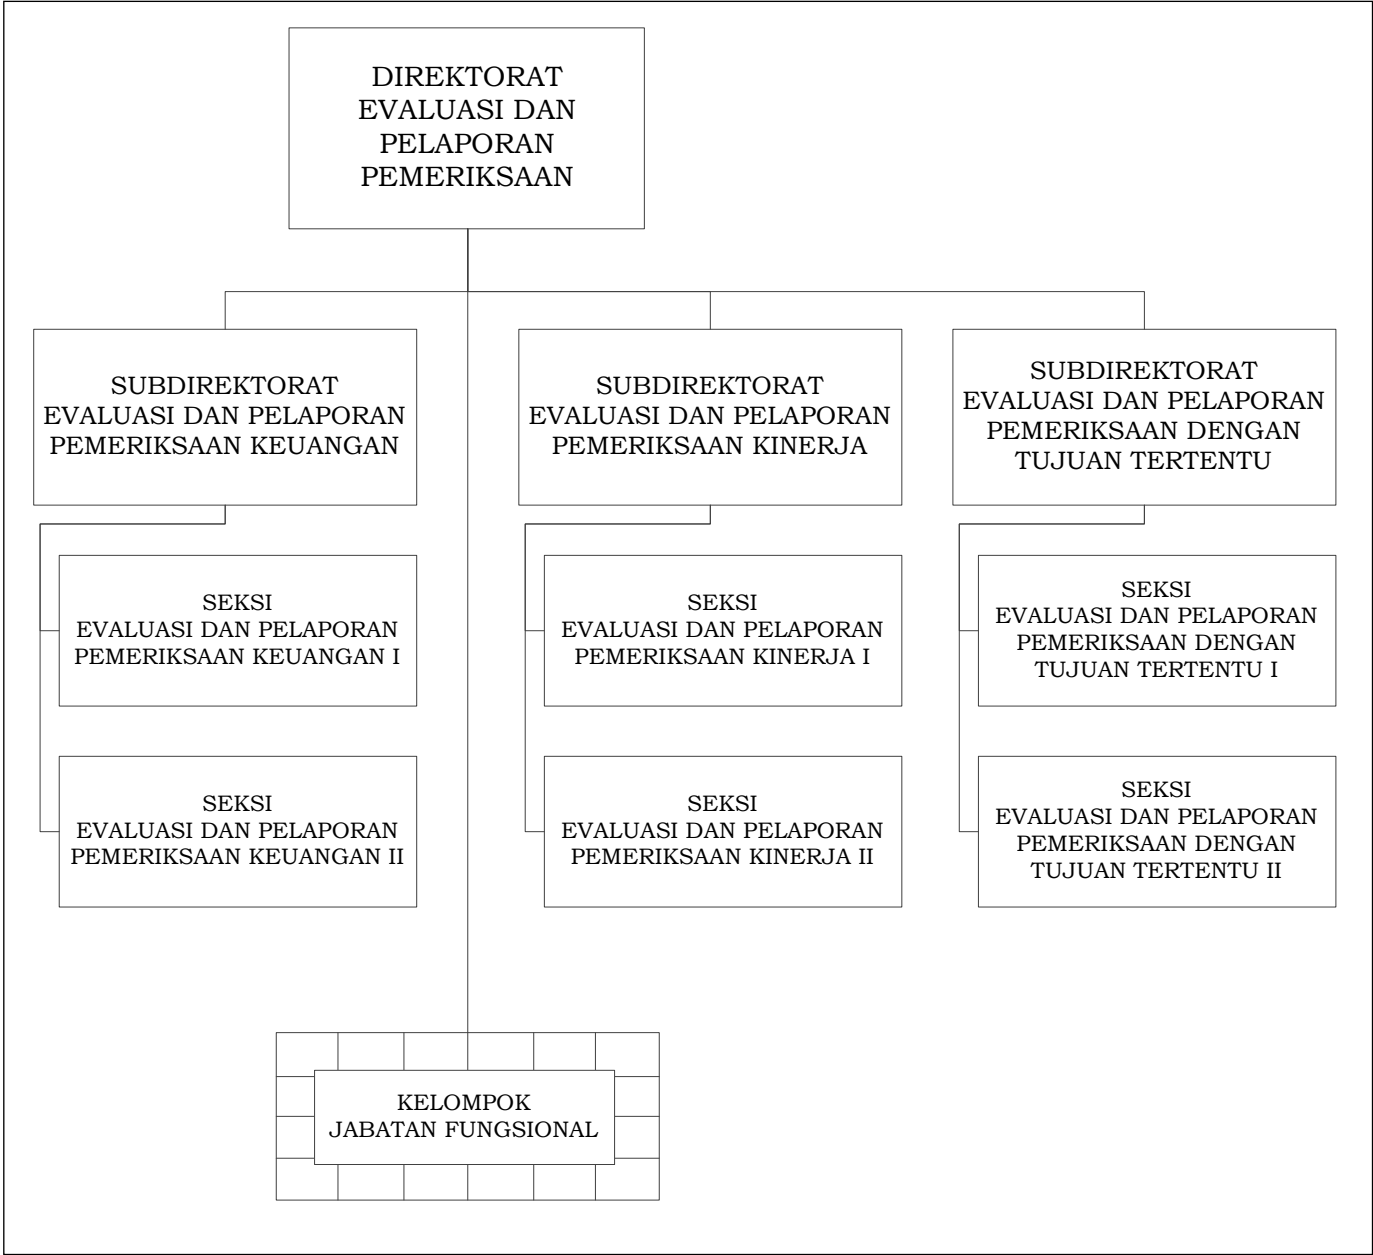 DIREKTORAT
EVALUASI DAN
PELAPORAN
PEMERIKSAAN
SUBDIREKTORAT
EVALUASI DAN PELAPORAN
PEMERIKSAAN KEUANGAN
SUBDIREKTORAT
EVALUASI DAN PELAPORAN
PEMERIKSAAN KINERJA
SUBDIREKTORAT
EVALUASI DAN PELAPORAN
PEMERIKSAAN DENGAN
TUJUAN TERTENTU
SEKSI
EVALUASI DAN PELAPORAN
PEMERIKSAAN KEUANGAN I
SEKSI
EVALUASI DAN PELAPORAN
PEMERIKSAAN KINERJA I
SEKSI
EVALUASI DAN PELAPORAN
PEMERIKSAAN DENGAN
TUJUAN TERTENTU I
SEKSI
EVALUASI DAN PELAPORAN
PEMERIKSAAN KEUANGAN II
SEKSI
EVALUASI DAN PELAPORAN
PEMERIKSAAN KINERJA II
SEKSI
EVALUASI DAN PELAPORAN
PEMERIKSAAN DENGAN
TUJUAN TERTENTU II
KELOMPOK
JABATAN FUNGSIONAL